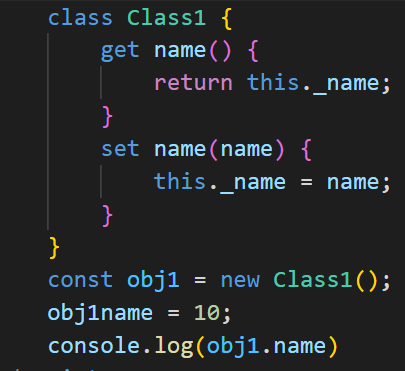 class Class1 {
    get name() {
        return this._name;
    }
    set name(name) {
        this._name = name;
    }
}
const obj1 = new Class1();
obj1name = 10;
console.log(obj1.name)